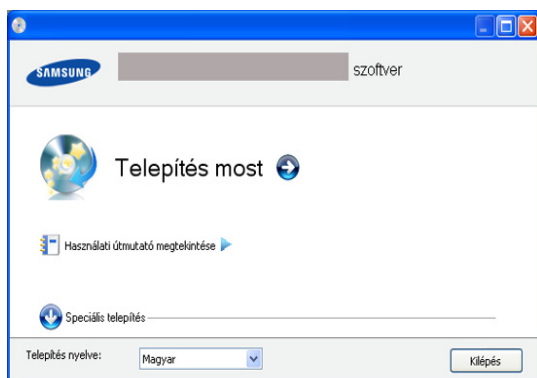 SAMSUNG
szoftver
Telepítés most
Használati útmutató megtekintése
Speciális telepítés
Telepítés nyelve:
Magyar
Kilépés